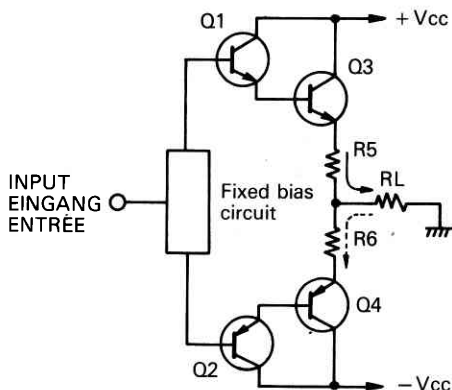 Q1
+Vcc
Q3
R5
RL
INPUT
EINGANG
ENTRÉE
Fixed bias
circuit
R6
Q4
Q2
−Vcc